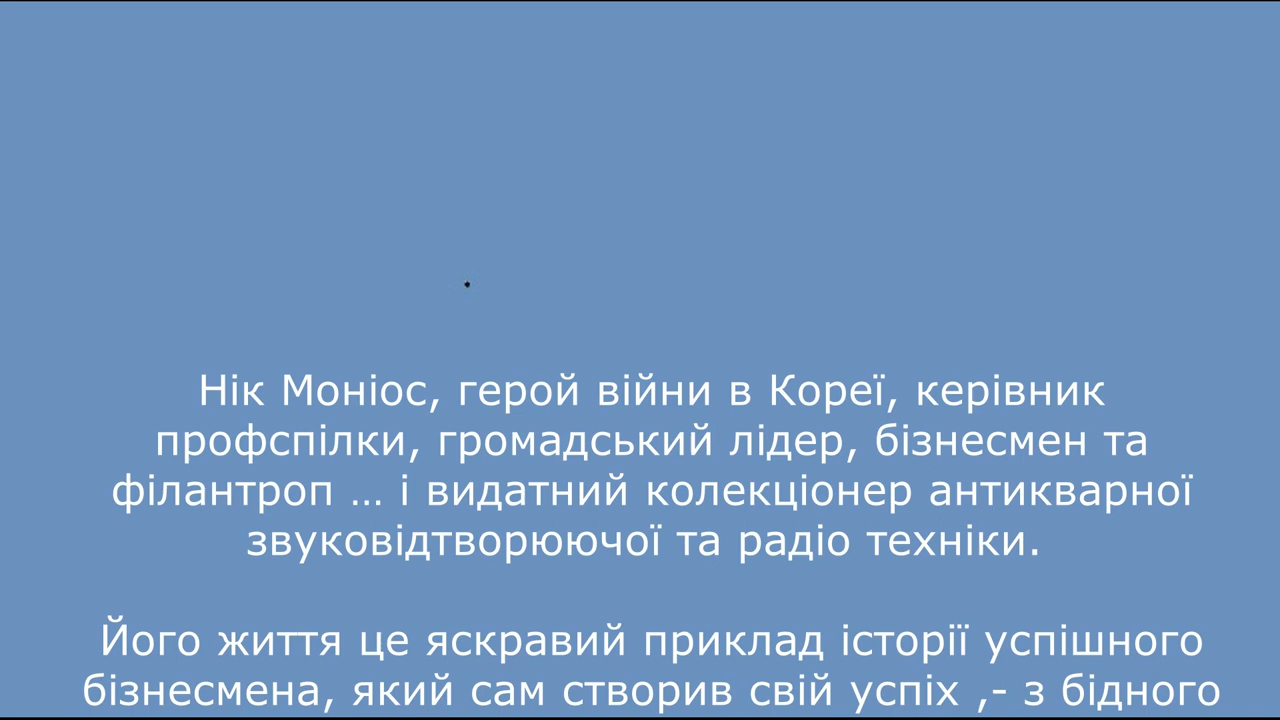 Нік Моніос, герой війни в Кореї, керівник
профспілки, громадський лідер, бізнесмен та
філантроп … і видатний колекціонер антикварної
звуковідтворюючої та радіо техніки.
Його життя це яскравий приклад історії успішного
бізнесмена, який сам створив свій успіх ,- з бідного